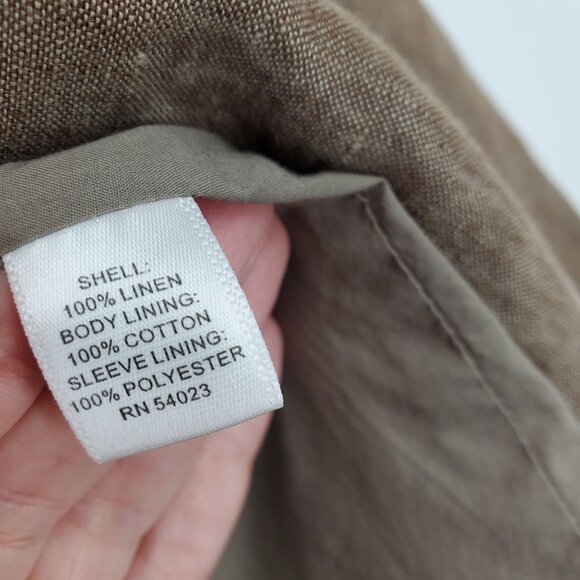 SHELL:
100% LINEN
BODY LINING:
100% COTTON
SLEEVE LINING:
100% POLYESTER
RN 54023